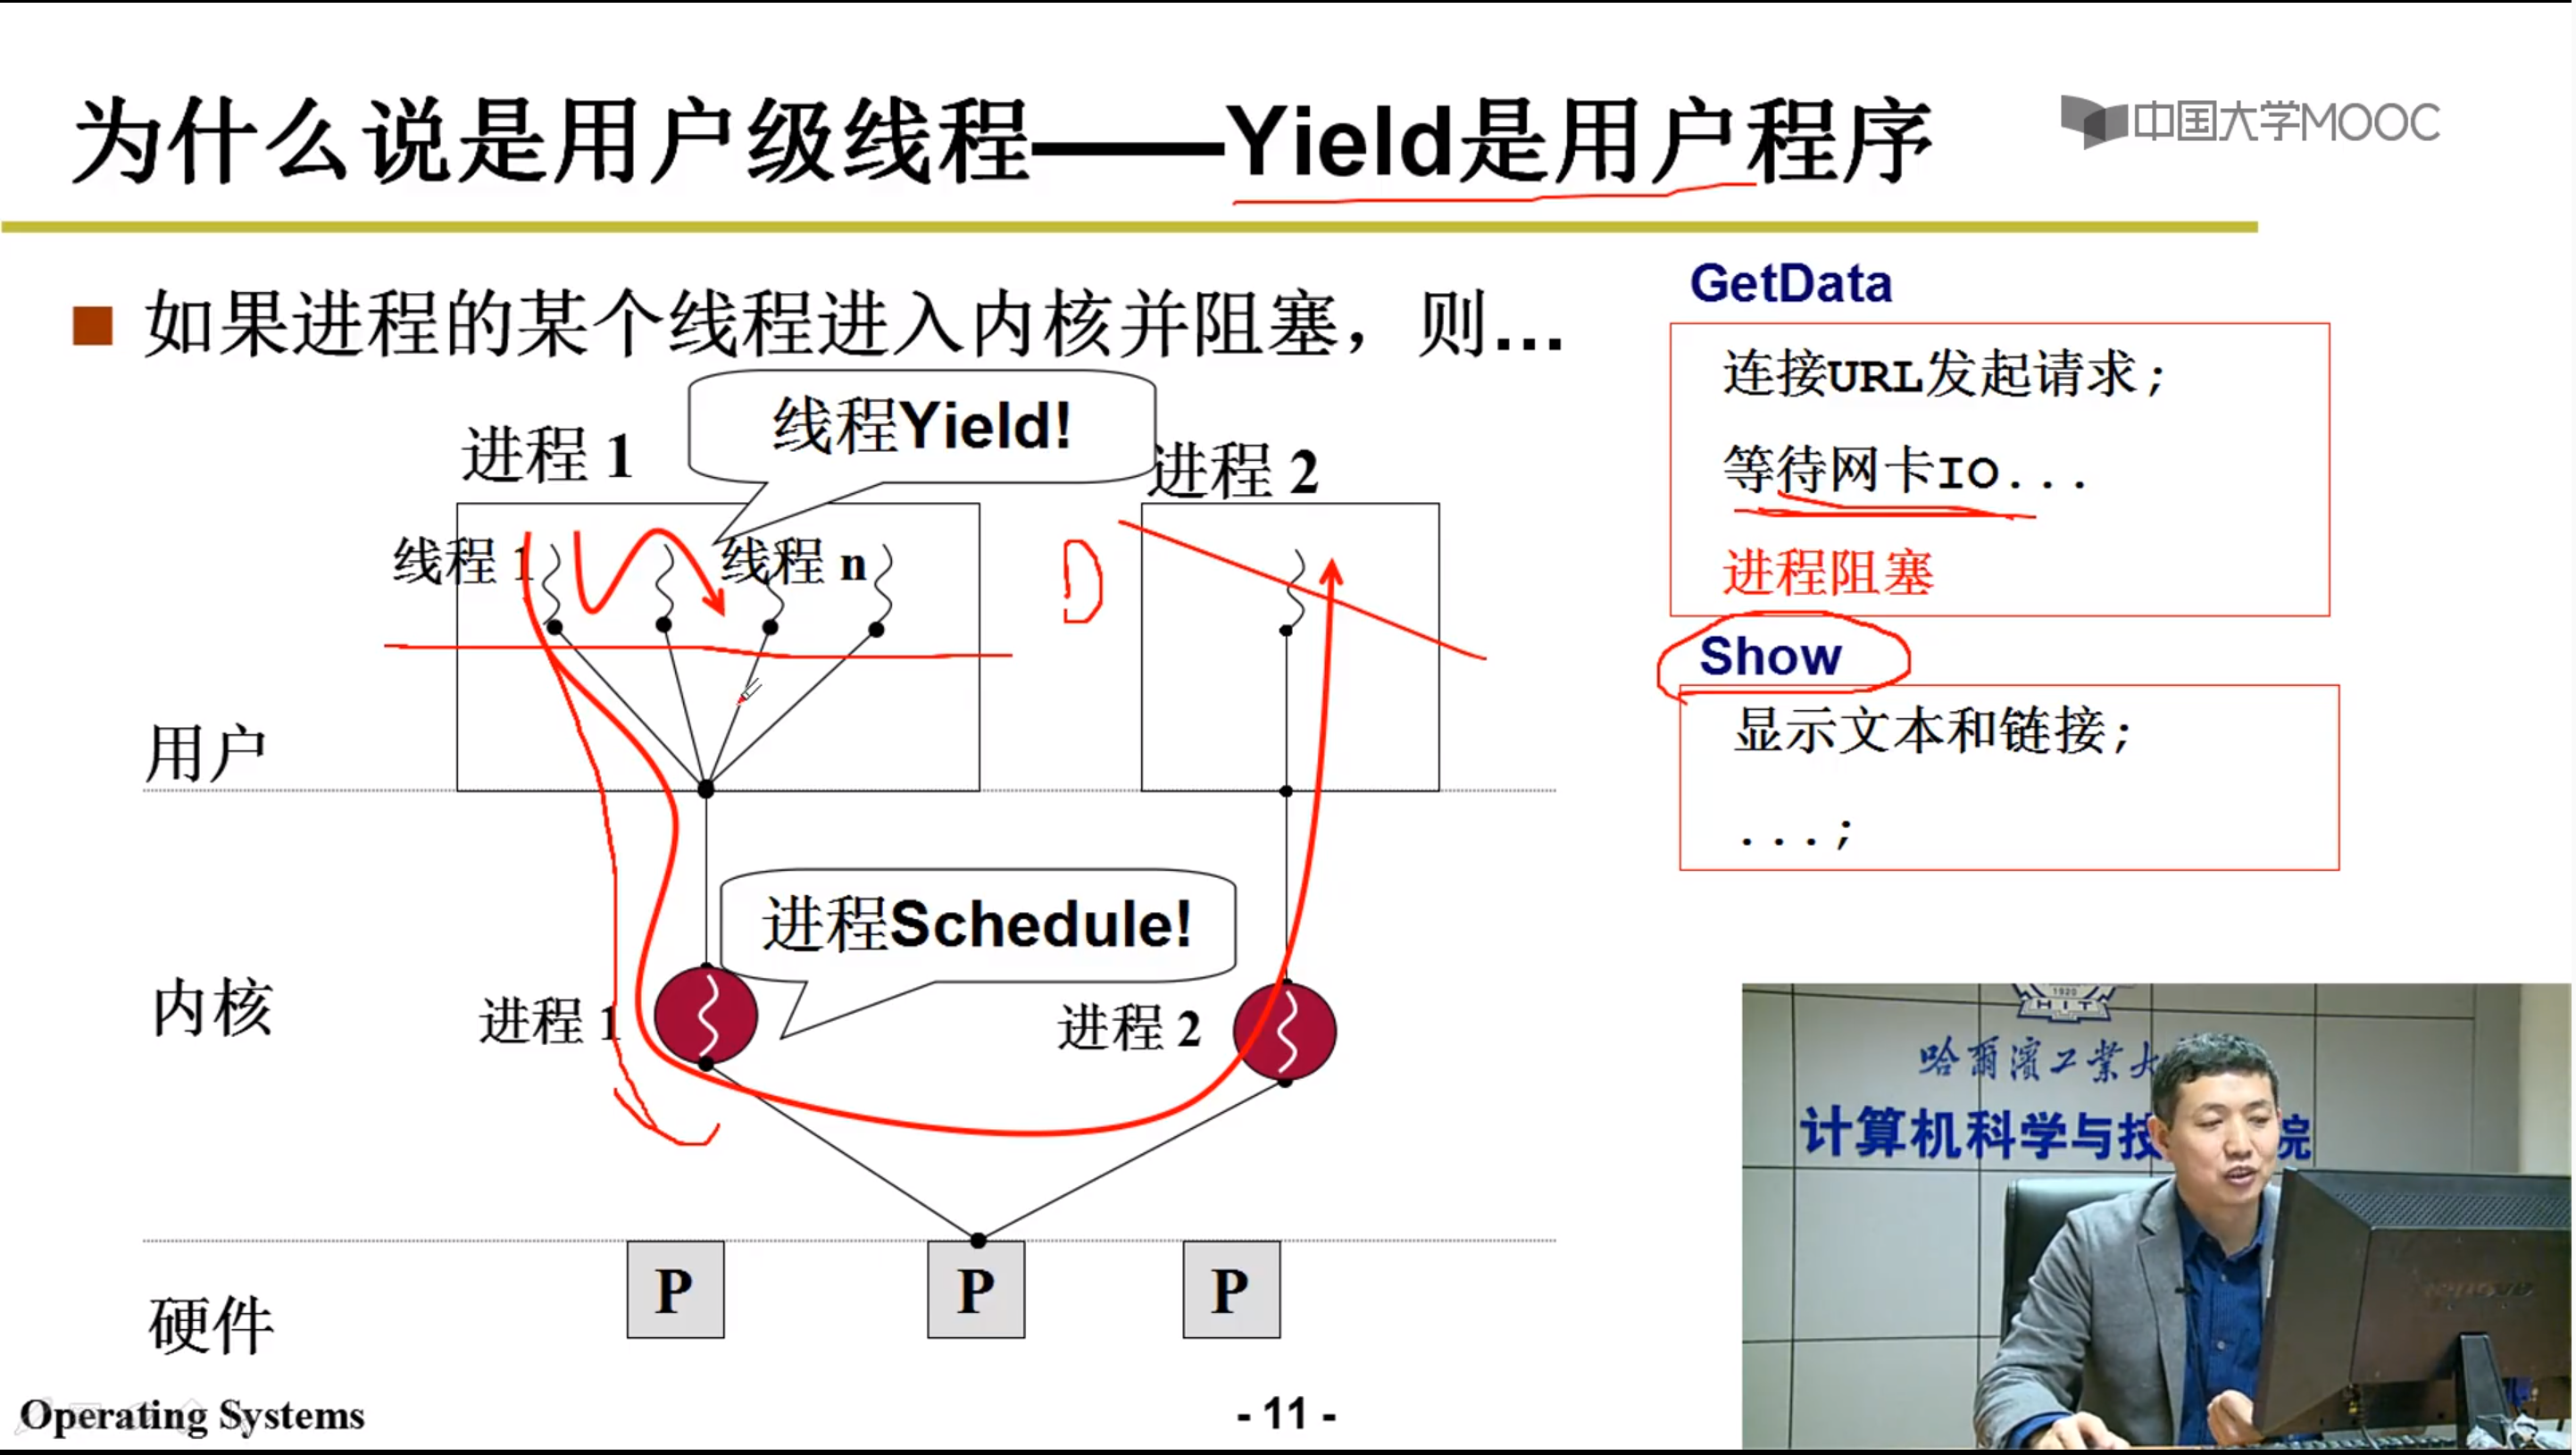 为什么说是用户级线程——Yield是用户程序
中国大学MOOC
如果进程的某个线程进入内核并阻塞，则...
GetData
连接URL发起请求;
等待网卡IO...
进程阻塞
Show
显示文本和链接;
...;
线程Yield!
进程 1
进程 2
线程 1
线程 n
用户
进程Schedule!
内核
进程 1
进程 2
硬件
P
P
P
1920
HIT
哈爾濱工業大
计算机科学与技
院
Operating Systems
- 11 -